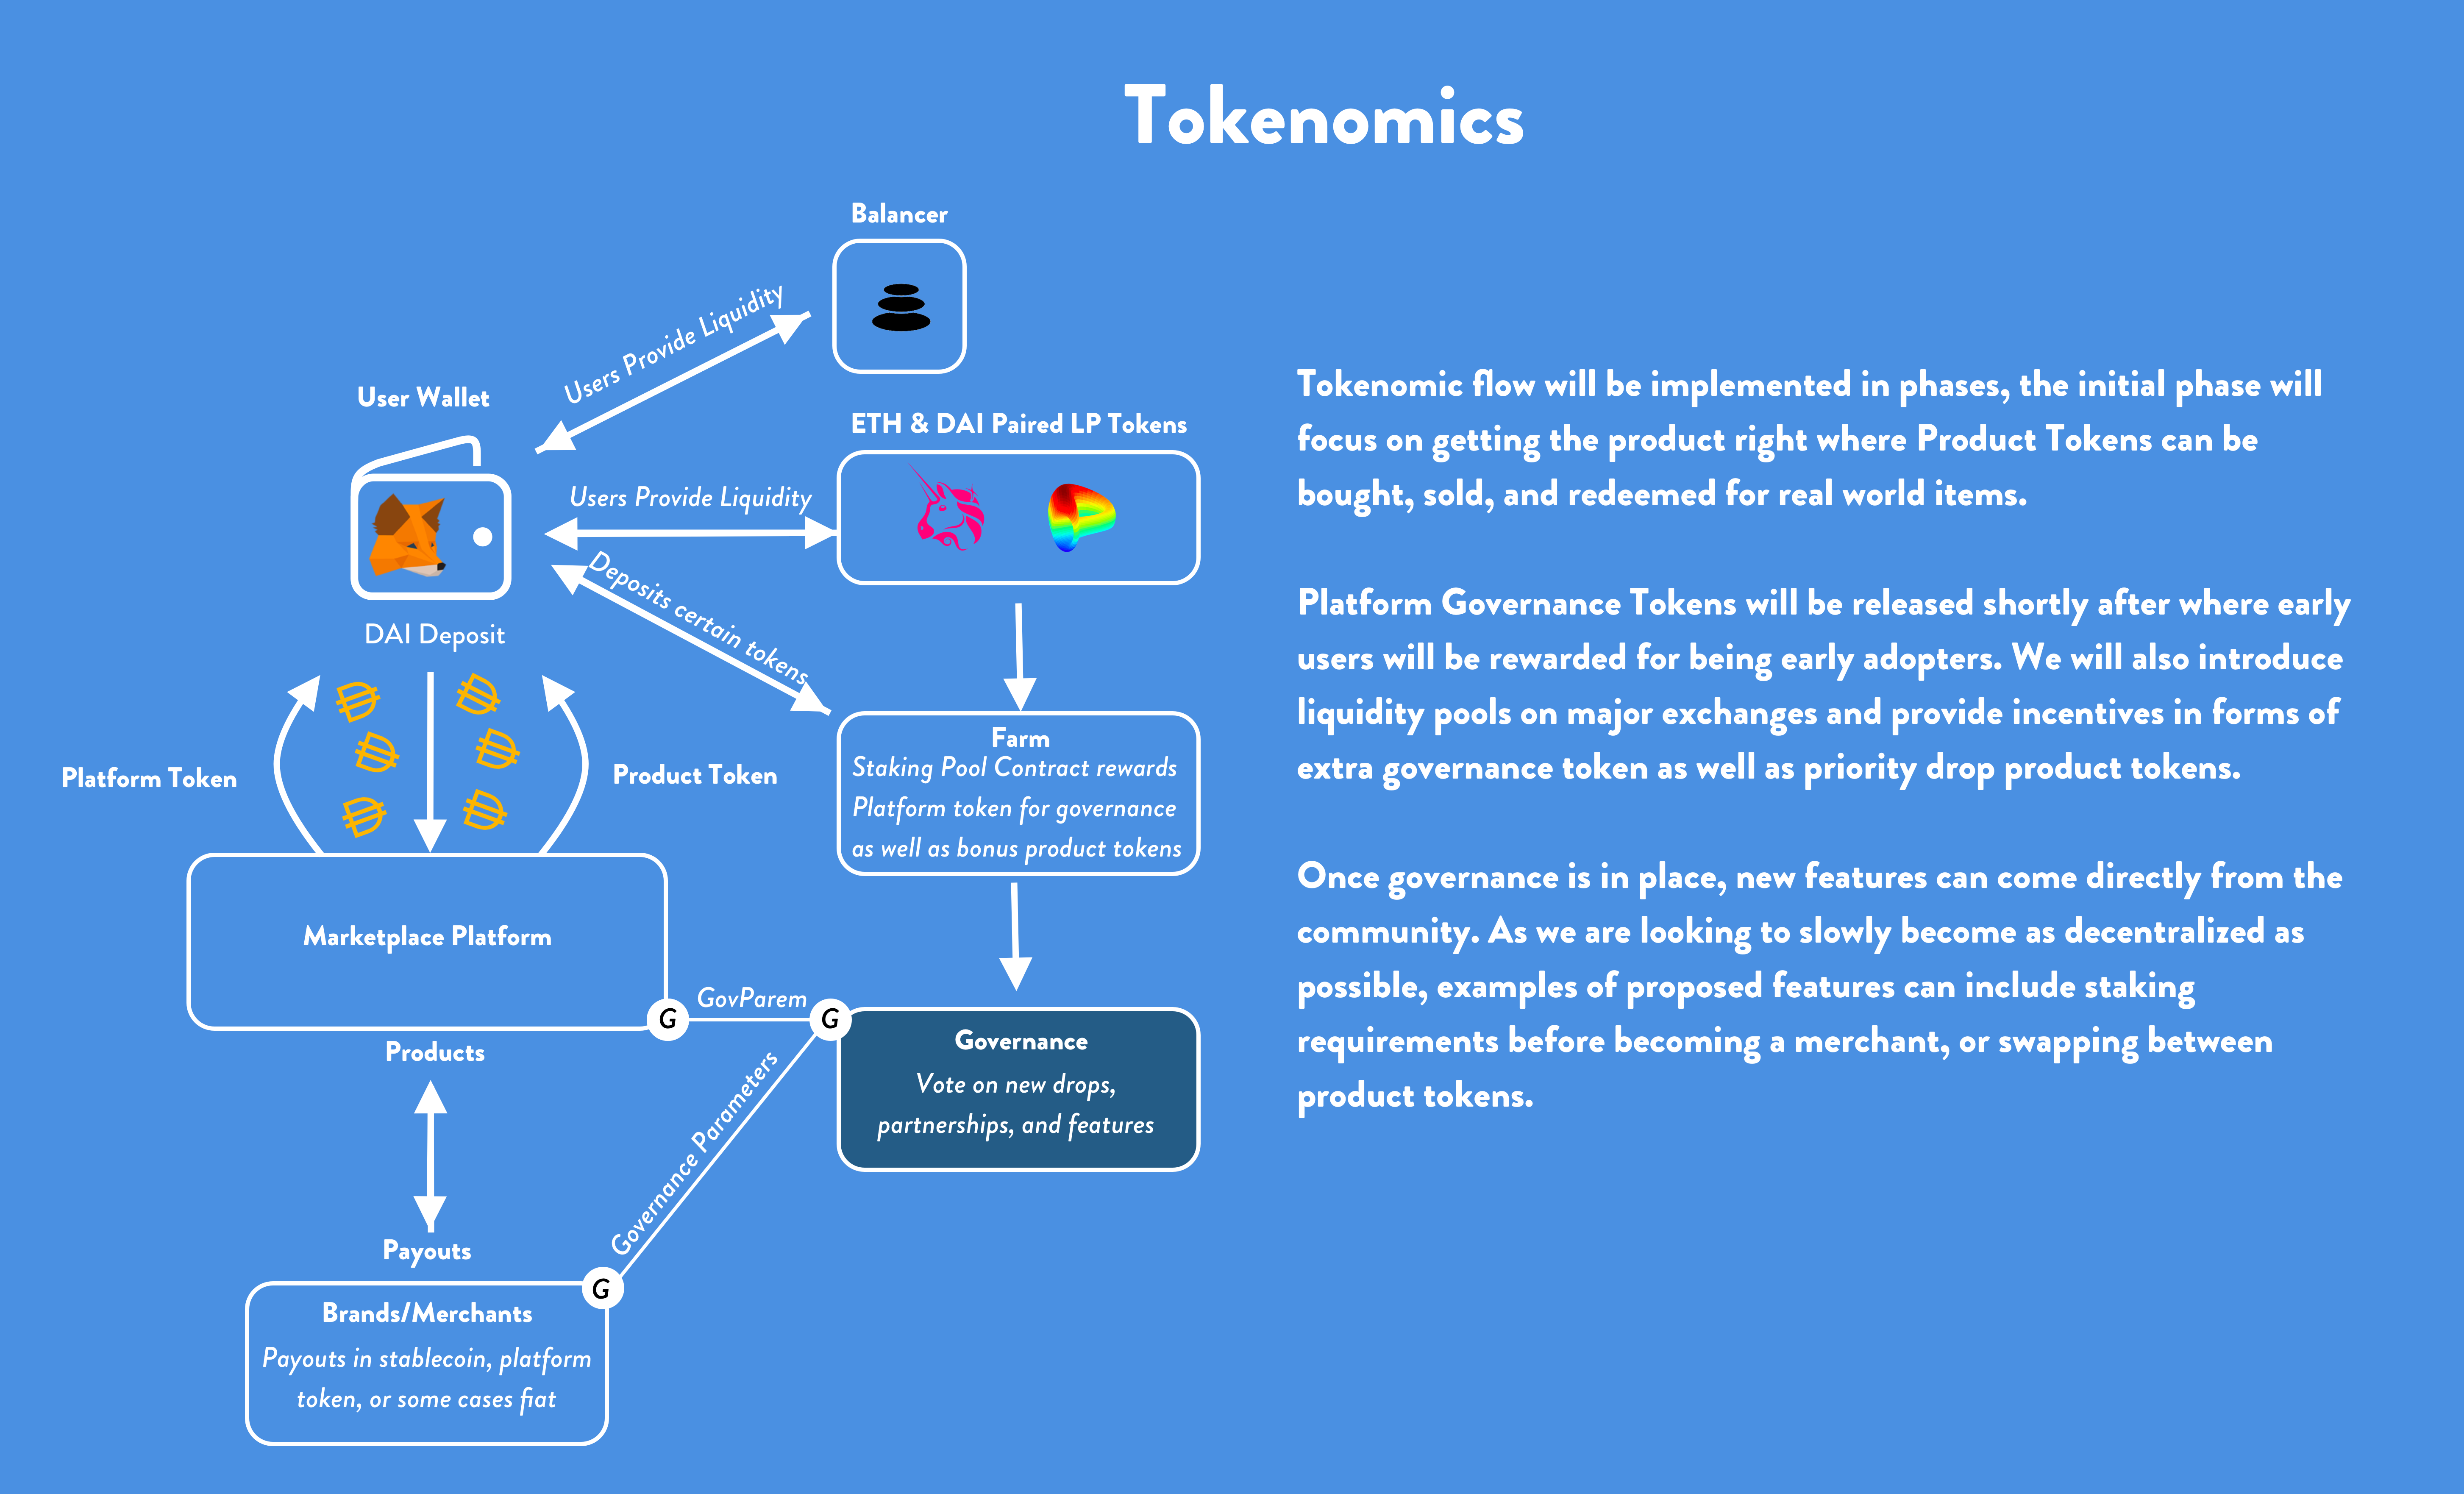 Tokenomics
Balancer
Users Provide Liquidity
User Wallet
ETH & DAI Paired LP Tokens
Users Provide Liquidity
Deposits certain tokens
DAI Deposit
Platform Token
Product Token
Farm
Staking Pool Contract rewards
Platform token for governance
as well as bonus product tokens
Marketplace Platform
GovParem
G
G
Governance
Vote on new drops,
partnerships, and features
Products
Governance Parameters
Payouts
G
Brands/Merchants
Payouts in stablecoin, platform
token, or some cases fiat
Tokenomic flow will be implemented in phases, the initial phase will
focus on getting the product right where Product Tokens can be
bought, sold, and redeemed for real world items.
Platform Governance Tokens will be released shortly after where early
users will be rewarded for being early adopters. We will also introduce
liquidity pools on major exchanges and provide incentives in forms of
extra governance token as well as priority drop product tokens.
Once governance is in place, new features can come directly from the
community. As we are looking to slowly become as decentralized as
possible, examples of proposed features can include staking
requirements before becoming a merchant, or swapping between
product tokens.